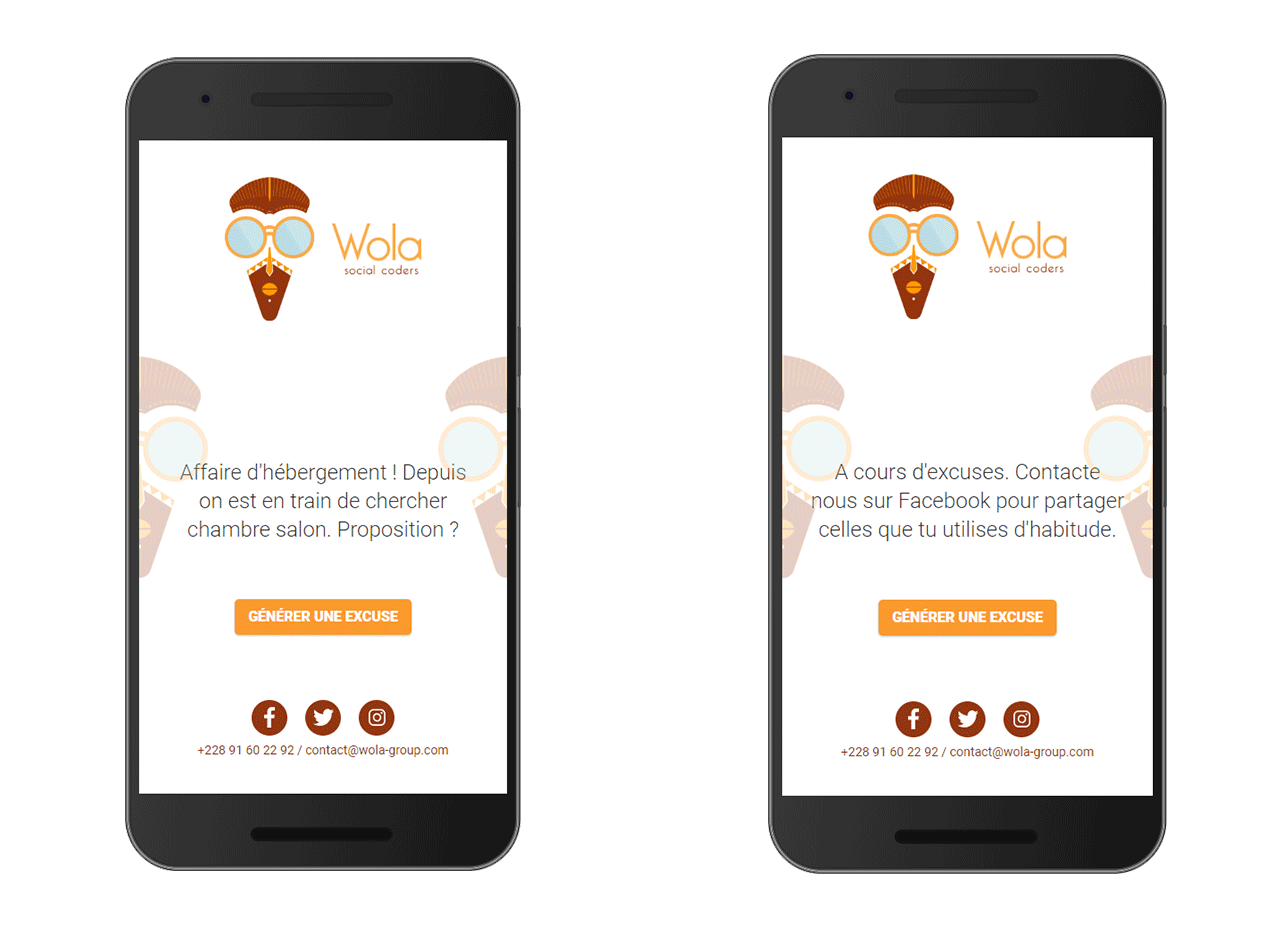 Wola
social coders
Affaire d'hébergement ! Depuis
on est en train de chercher
chambre salon. Proposition ?
GÉNÉRER UNE EXCUSE
+228 91 60 22 92 / contact@wola-group.com
Wola
social coders
A cours d'excuses. Contacte
nous sur Facebook pour partager
celles que tu utilises d'habitude.
GÉNÉRER UNE EXCUSE
+228 91 60 22 92 / contact@wola-group.com